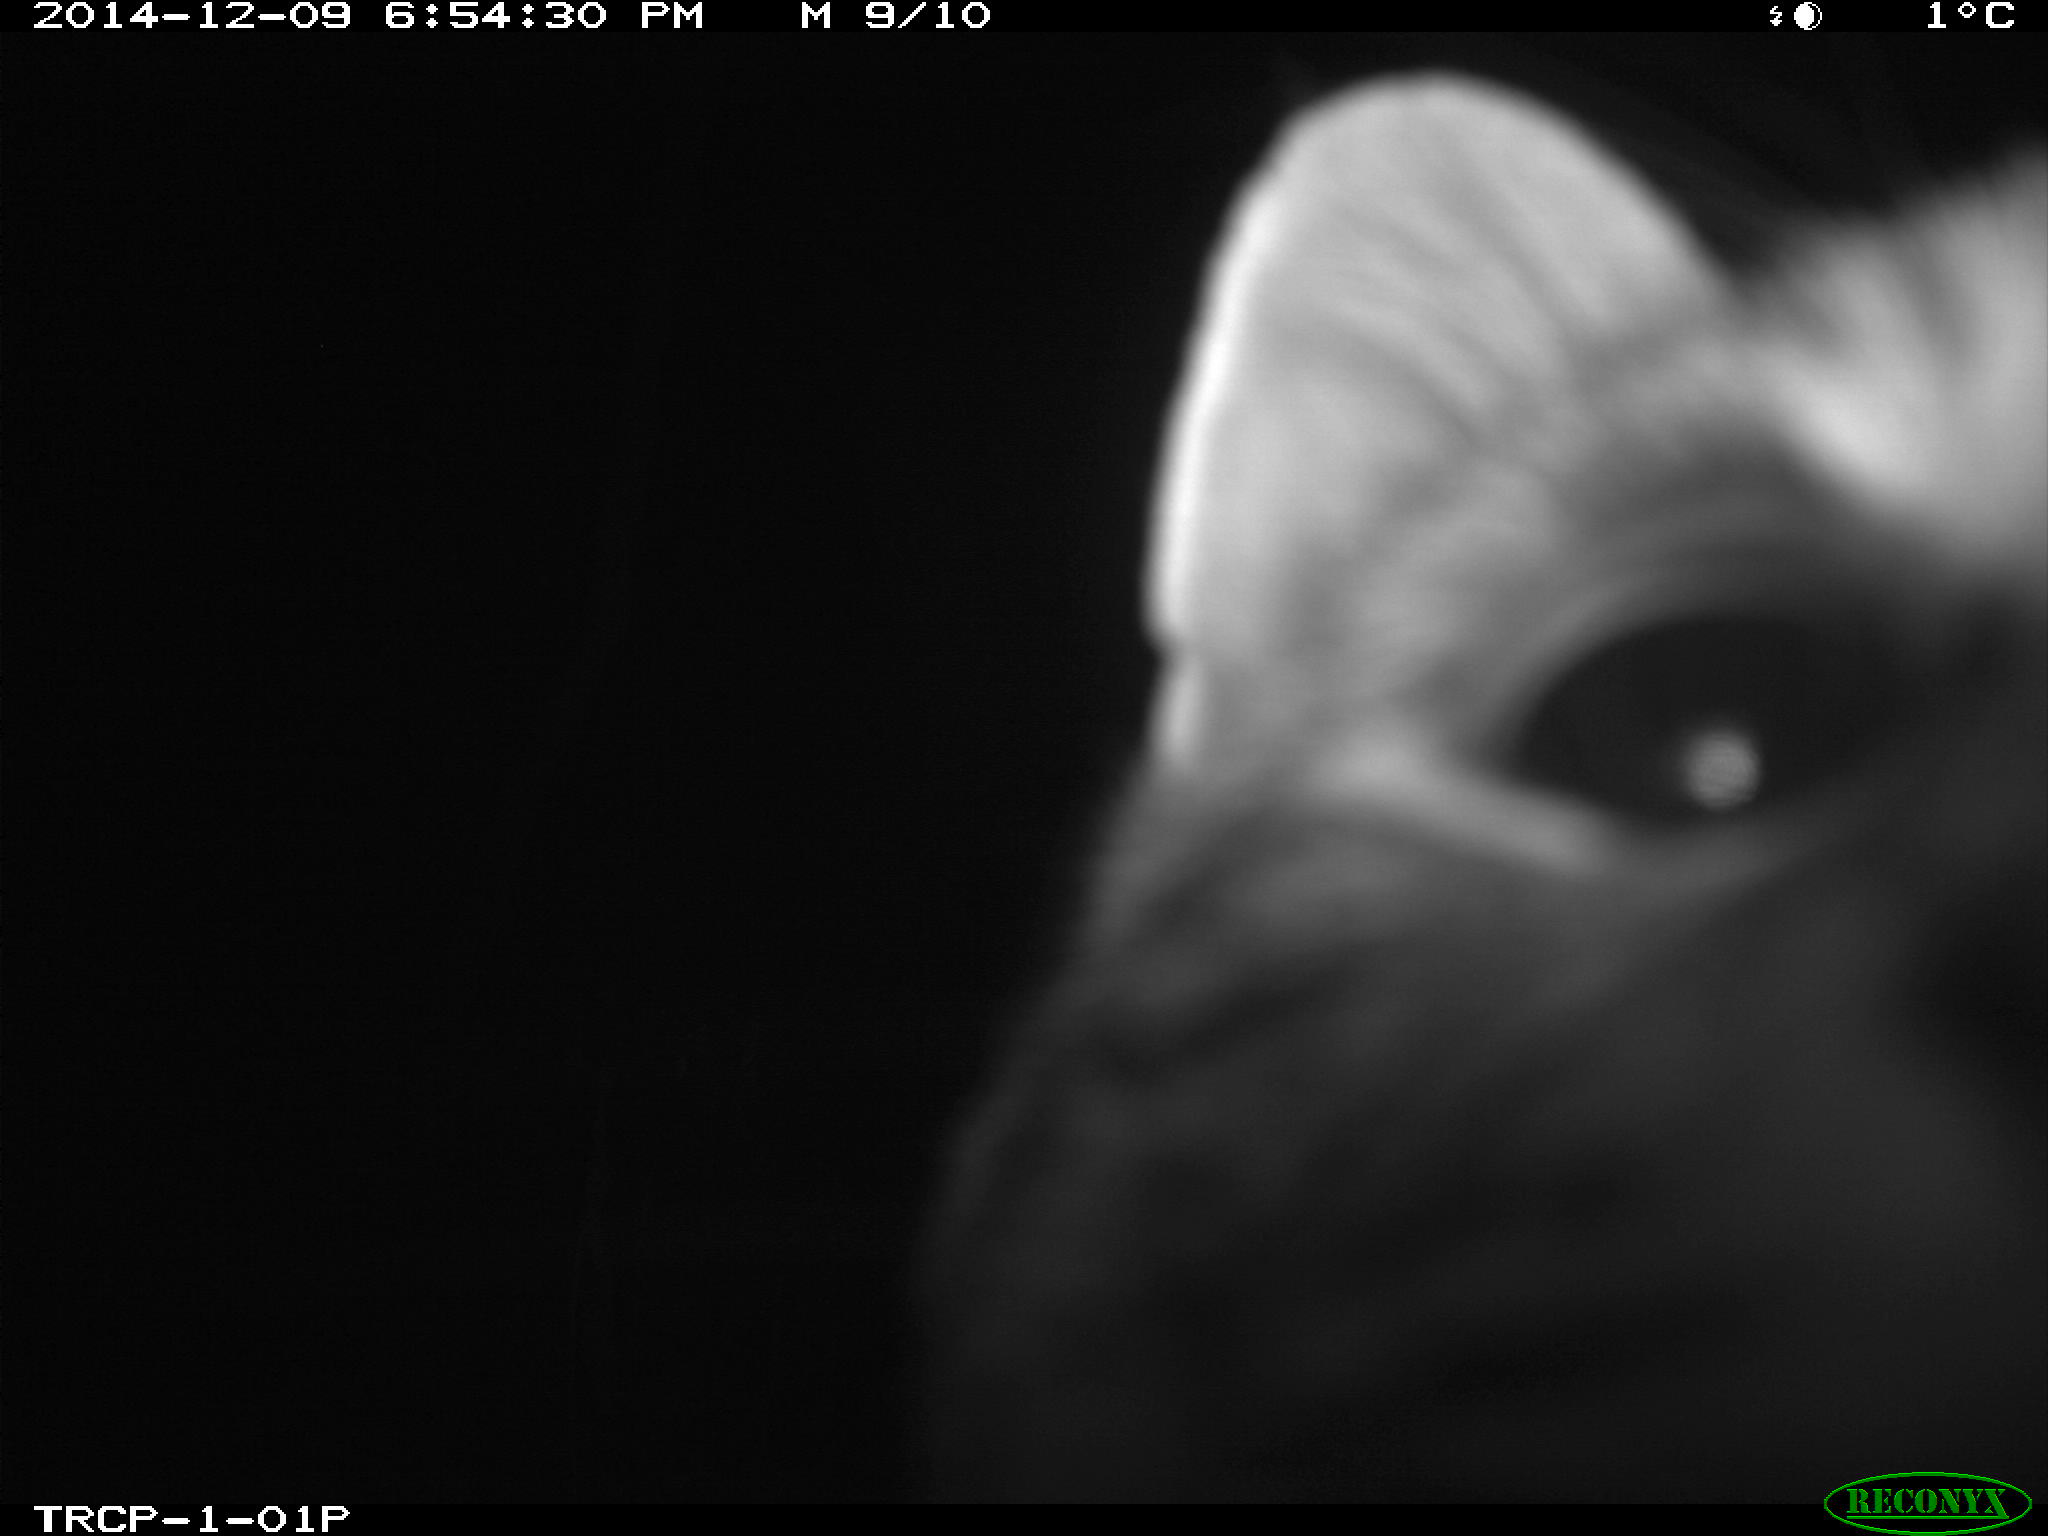 2014-12-09 6:54:30 PM M 9/10 1°C
TRCP-1-01P
RECONYX